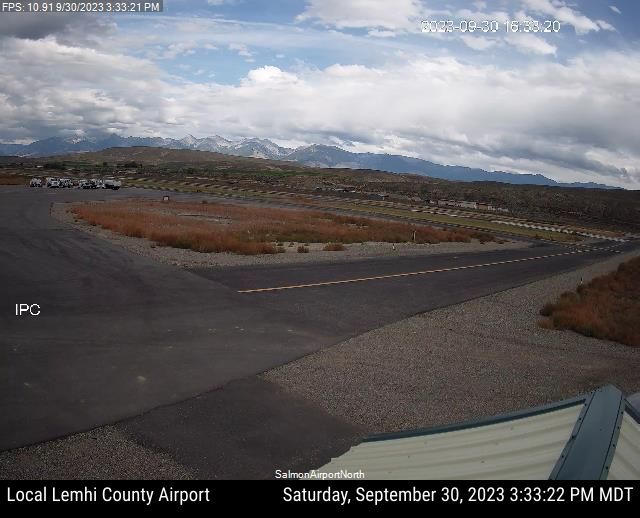 FPS: 10.91 9/30/2023 3:33:21 PM
2023-09-30 15:33:20
IPC
SalmonAirportNorth
Local Lemhi County Airport Saturday, September 30, 2023 3:33:22 PM MDT